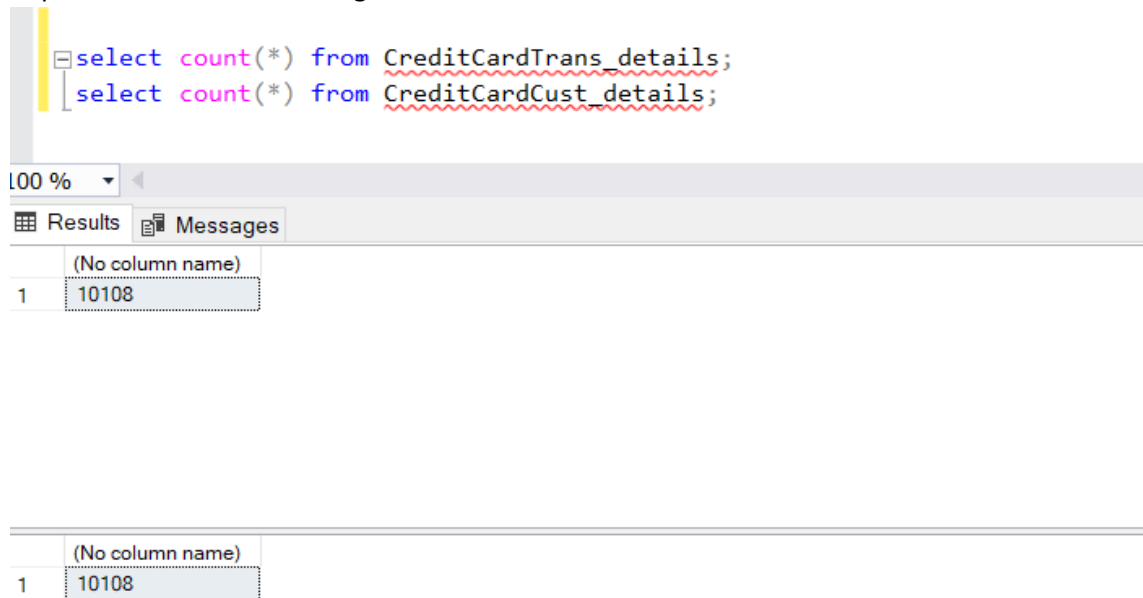 select count(*) from CreditCardTrans_details;
select count(*) from CreditCardCust_details;
100 %
Results Messages
(No column name)
1 10108
(No column name)
1 10108